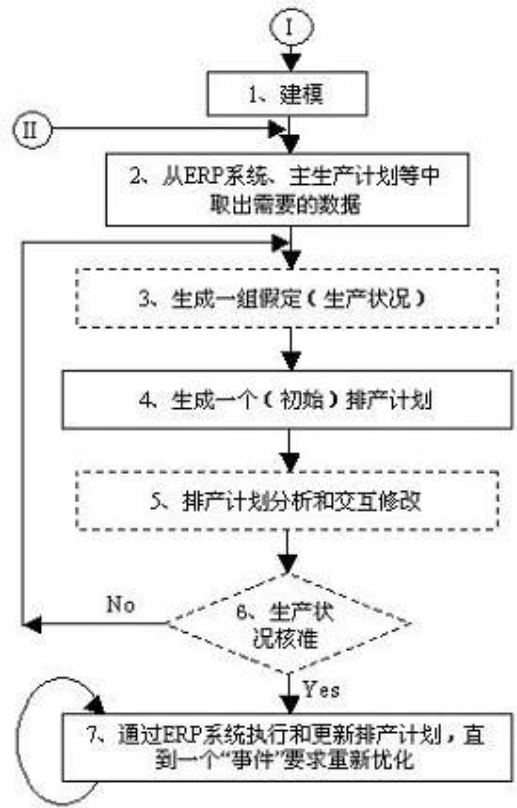 I
1、建模
II
2、从ERP系统、主生产计划等中
取出需要的数据
3、生成一组假定(生产状况)
4、生成一个(初始)排产计划
5、排产计划分析和交互修改
6、生产状
况核准
No
Yes
7、通过ERP系统执行和更新排产计划,直
到一个“事件”要求重新优化